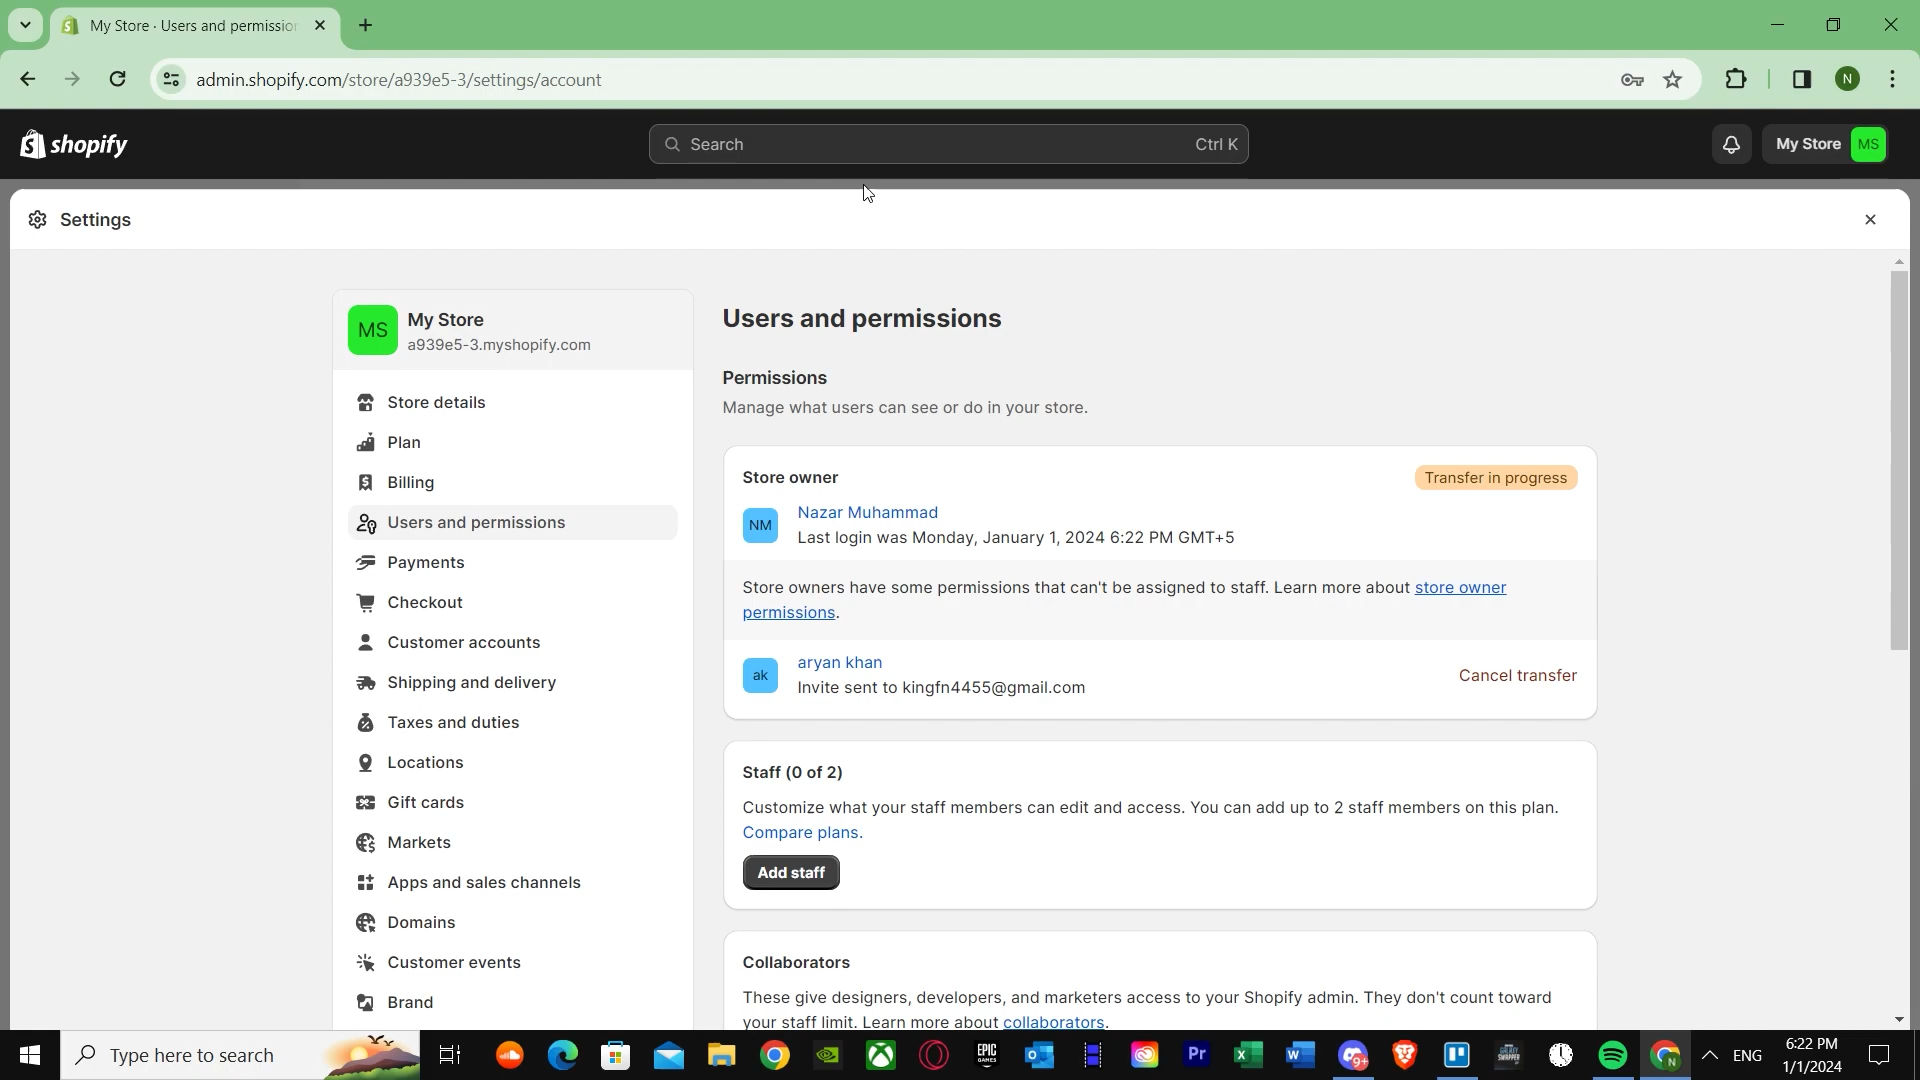 My Store · Users and permission
admin.shopify.com/store/a939e5-3/settings/account
N
shopify
Search
Ctrl K
My Store
MS
Settings
MS
My Store
a939e5-3.myshopify.com
Store details
Plan
Billing
Users and permissions
Payments
Checkout
Customer accounts
Shipping and delivery
Taxes and duties
Locations
Gift cards
Markets
Apps and sales channels
Domains
Customer events
Brand
Users and permissions
Permissions
Manage what users can see or do in your store.
Store owner
Transfer in progress
NM
Nazar Muhammad
Last login was Monday, January 1, 2024 6:22 PM GMT+5
Store owners have some permissions that can't be assigned to staff. Learn more about store owner
permissions.
ak
aryan khan
Invite sent to kingfn4455@gmail.com
Cancel transfer
Staff (0 of 2)
Customize what your staff members can edit and access. You can add up to 2 staff members on this plan.
Compare plans.
Add staff
Collaborators
These give designers, developers, and marketers access to your Shopify admin. They don't count toward
your staff limit. Learn more about collaborators.
Type here to search
EPIC
GAMES
Pr
9+
N
ENG
6:22 PM
1/1/2024